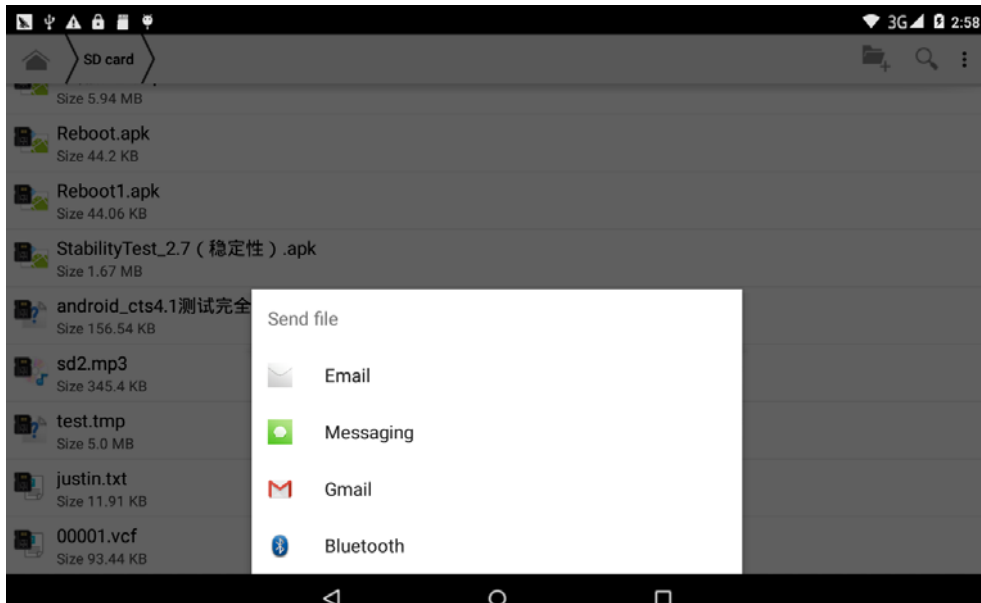 3G 2:58
SD card
Size 5.94 MB
Reboot.apk
Size 44.2 KB
Reboot1.apk
Size 44.06 KB
StabilityTest_2.7 ( 稳定性 ) .apk
Size 1.67 MB
android_cts4.1测试完全
Size 156.54 KB
sd2.mp3
Size 345.4 KB
test.tmp
Size 5.0 MB
justin.txt
Size 11.91 KB
00001.vcf
Size 93.44 KB
Send file
Email
Messaging
Gmail
Bluetooth